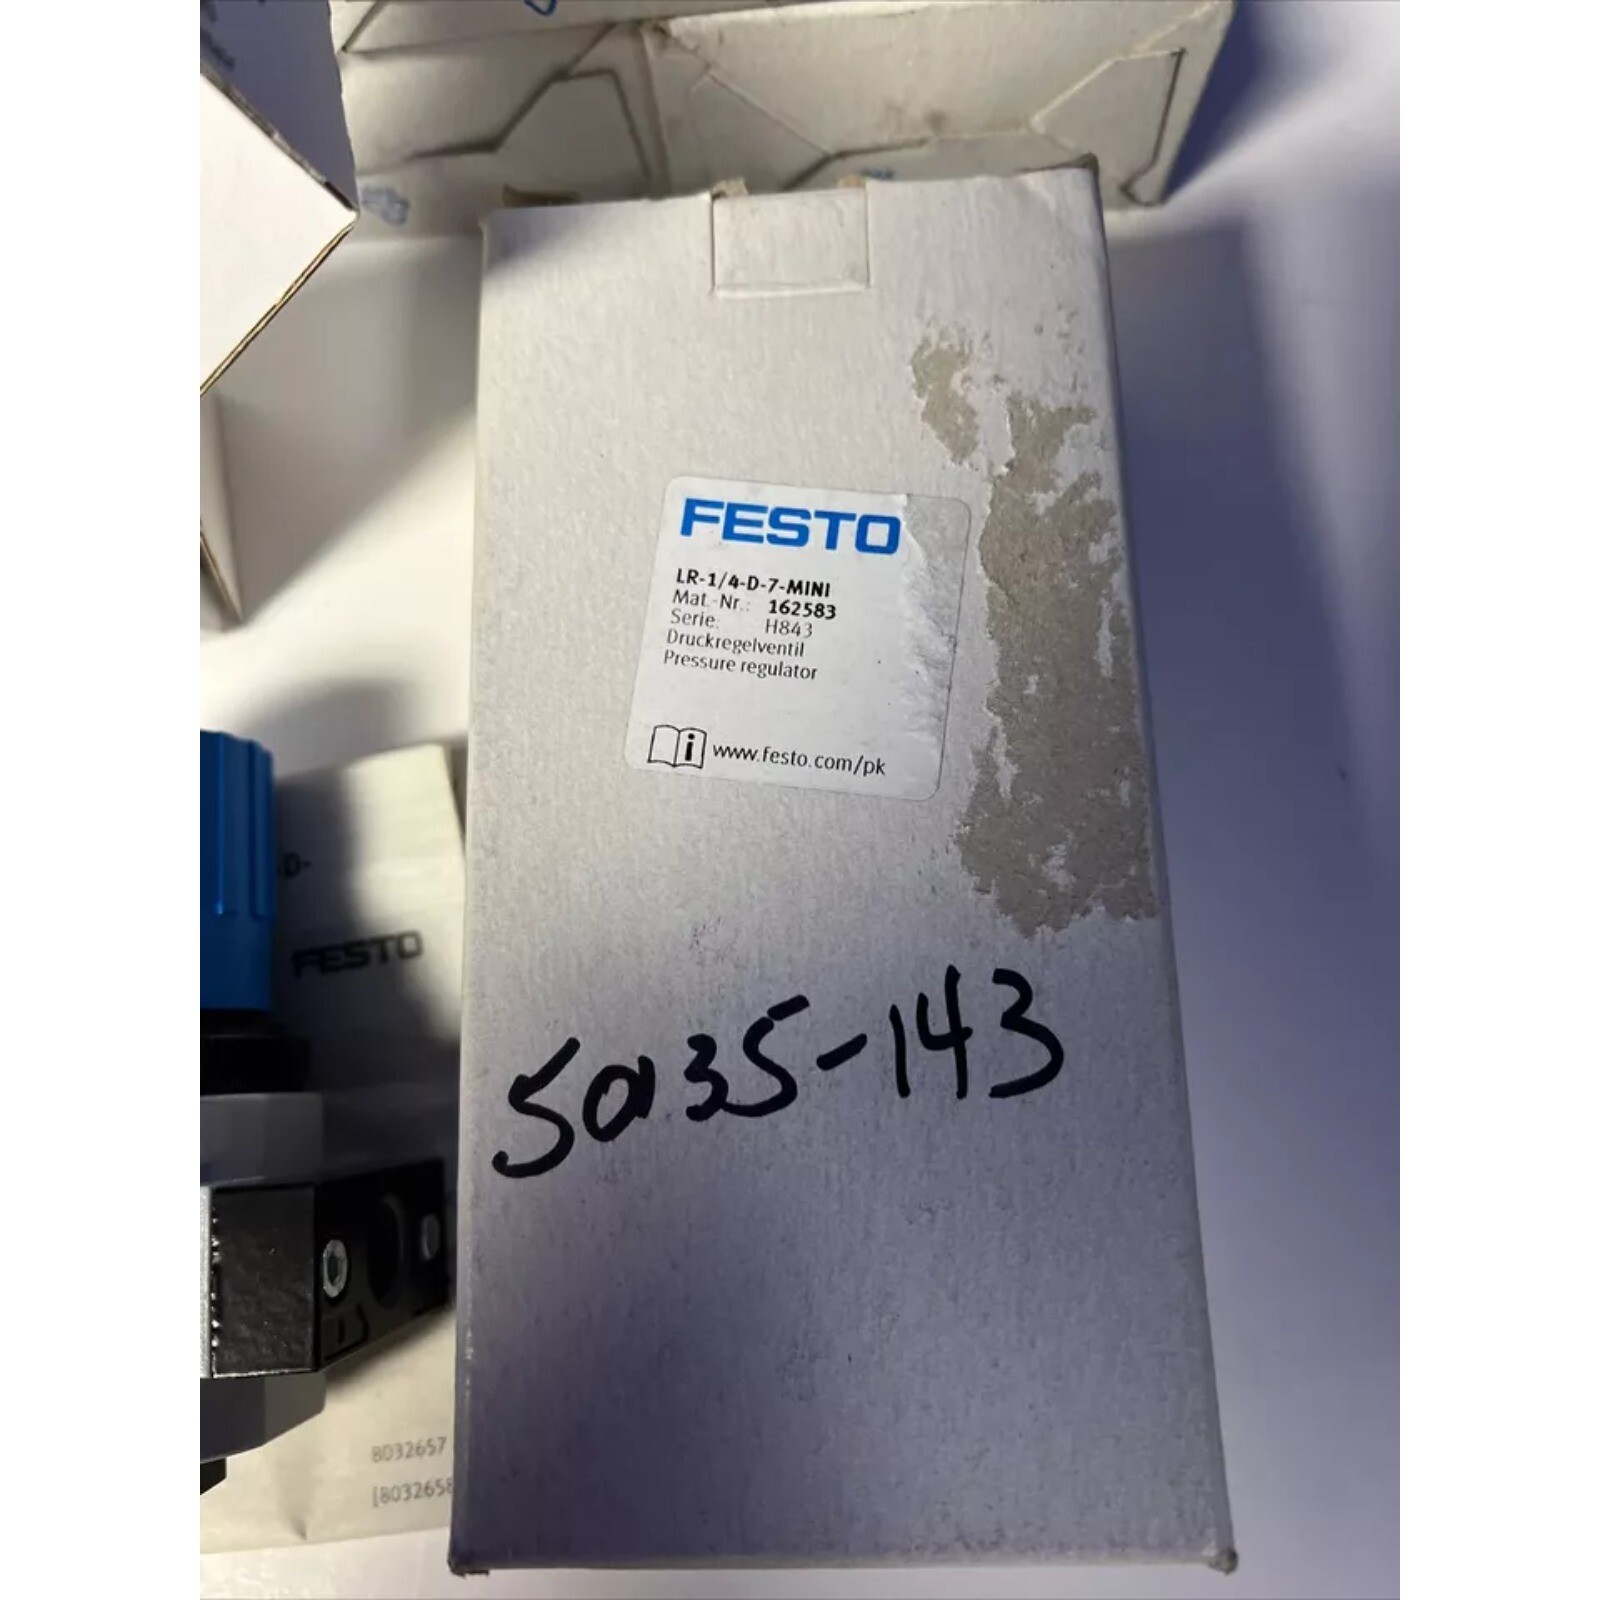 FESTO
LR-1/4-D-7-MINI
Mat.-Nr.: 162583
Serie: H843
Druckregelventil
Pressure regulator
i www.festo.com/pk
-D-
FESTO
5035-143
8032657
[8032658